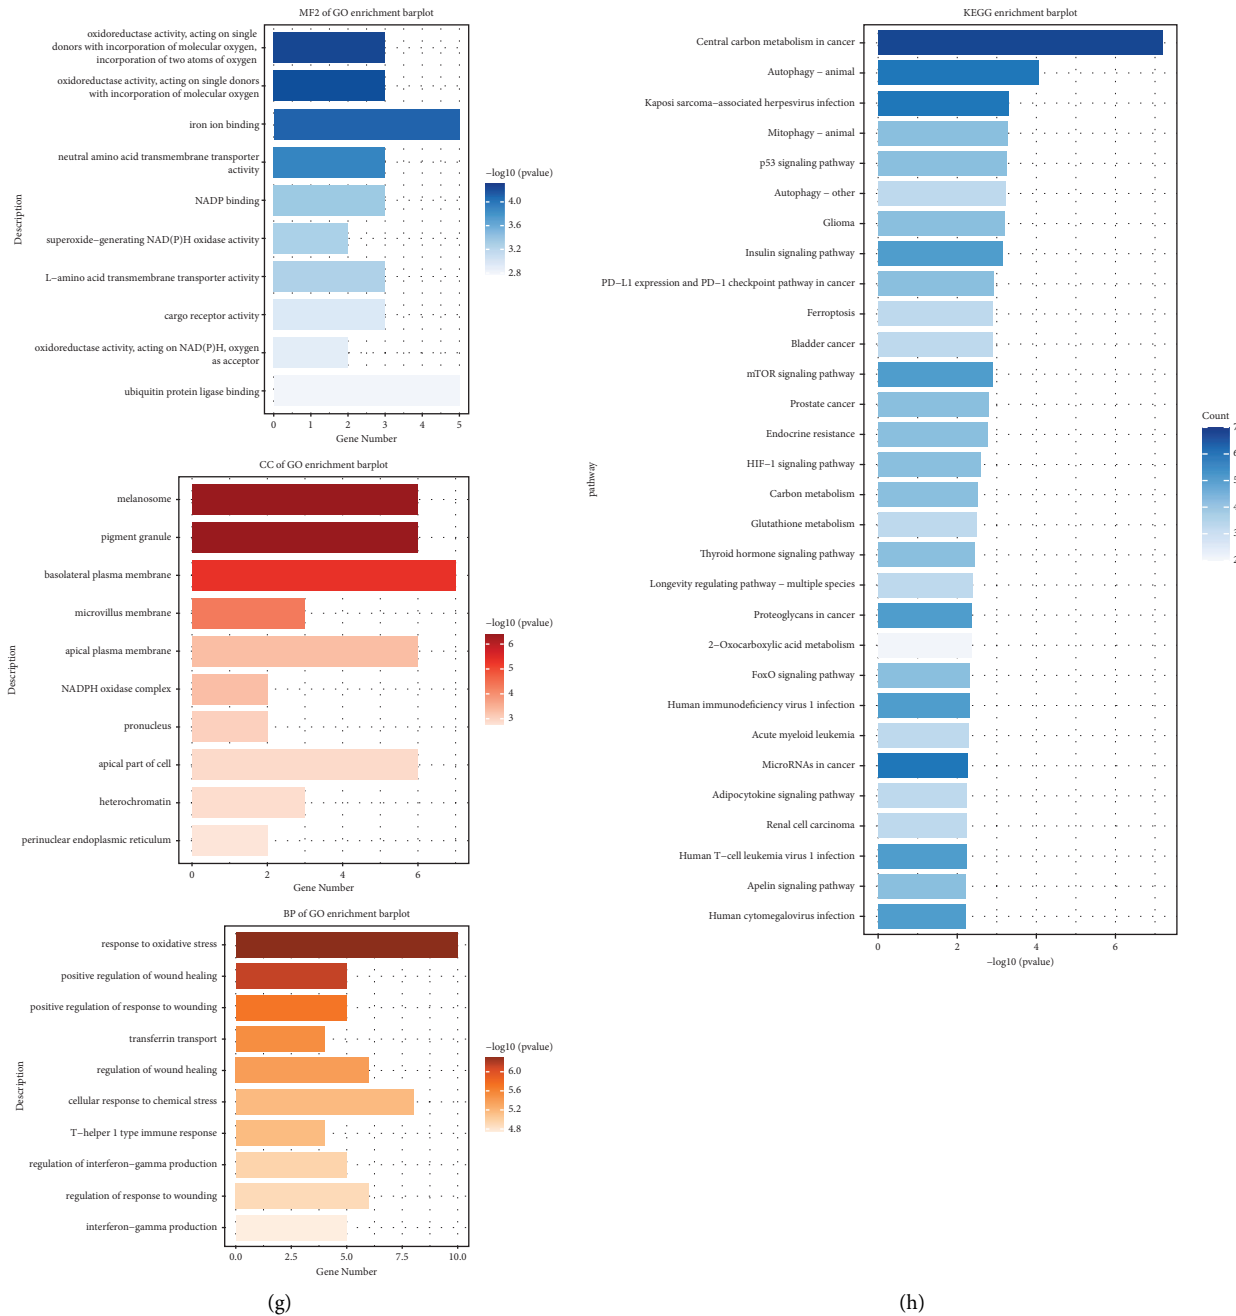 MF2 of GO enrichment barplot
oxidoreductase activity, acting on single
donors with incorporation of molecular oxygen,
incorporation of two atoms of oxygen
oxidoreductase activity, acting on single donors
with incorporation of molecular oxygen
iron ion binding
neutral amino acid transmembrane transporter
activity
NADP binding
superoxide−generating NAD(P)H oxidase activity
L−amino acid transmembrane transporter activity
cargo receptor activity
oxidoreductase activity, acting on NAD(P)H, oxygen
as acceptor
ubiquitin protein ligase binding
Description
0 1 2 3 4 5
Gene Number
−log10 (pvalue)
4.0
3.6
3.2
2.8
CC of GO enrichment barplot
melanosome
pigment granule
basolateral plasma membrane
microvillus membrane
apical plasma membrane
NADPH oxidase complex
pronucleus
apical part of cell
heterochromatin
perinuclear endoplasmic reticulum
Description
0 2 4 6
Gene Number
−log10 (pvalue)
6
5
4
3
BP of GO enrichment barplot
response to oxidative stress
positive regulation of wound healing
positive regulation of response to wounding
transferrin transport
regulation of wound healing
cellular response to chemical stress
T−helper 1 type immune response
regulation of interferon−gamma production
regulation of response to wounding
interferon−gamma production
Description
0.0 2.5 5.0 7.5 10.0
Gene Number
−log10 (pvalue)
6.0
5.6
5.2
4.8
(g)
KEGG enrichment barplot
Central carbon metabolism in cancer
Autophagy − animal
Kaposi sarcoma−associated herpesvirus infection
Mitophagy − animal
p53 signaling pathway
Autophagy − other
Glioma
Insulin signaling pathway
PD−L1 expression and PD−1 checkpoint pathway in cancer
Ferroptosis
Bladder cancer
mTOR signaling pathway
Prostate cancer
Endocrine resistance
HIF−1 signaling pathway
Carbon metabolism
Glutathione metabolism
Thyroid hormone signaling pathway
Longevity regulating pathway − multiple species
Proteoglycans in cancer
2−Oxocarboxylic acid metabolism
FoxO signaling pathway
Human immunodeficiency virus 1 infection
Acute myeloid leukemia
MicroRNAs in cancer
Adipocytokine signaling pathway
Renal cell carcinoma
Human T−cell leukemia virus 1 infection
Apelin signaling pathway
Human cytomegalovirus infection
pathway
0 2 4 6
−log10 (pvalue)
Count
7
6
5
4
3
2
(h)